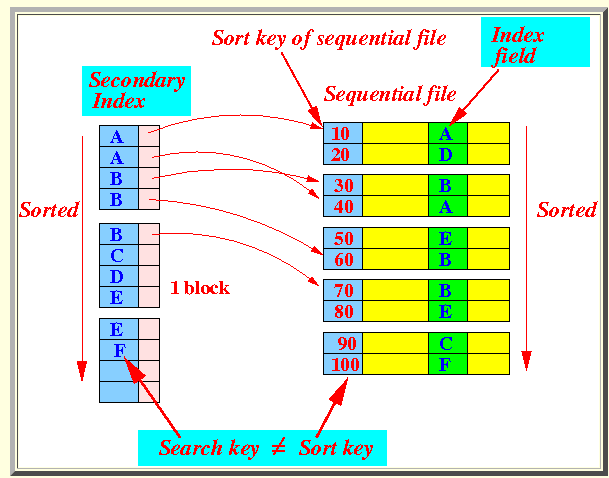 Sort key of sequential file
Index
field
Secondary
Index
Sequential file
A
A
B
B
B
C
D
E
E
F
Sorted
1 block
10 A
20 D
30 B
40 A
50 E
60 B
70 B
80 E
90 C
100 F
Sorted
Search key ≠ Sort key